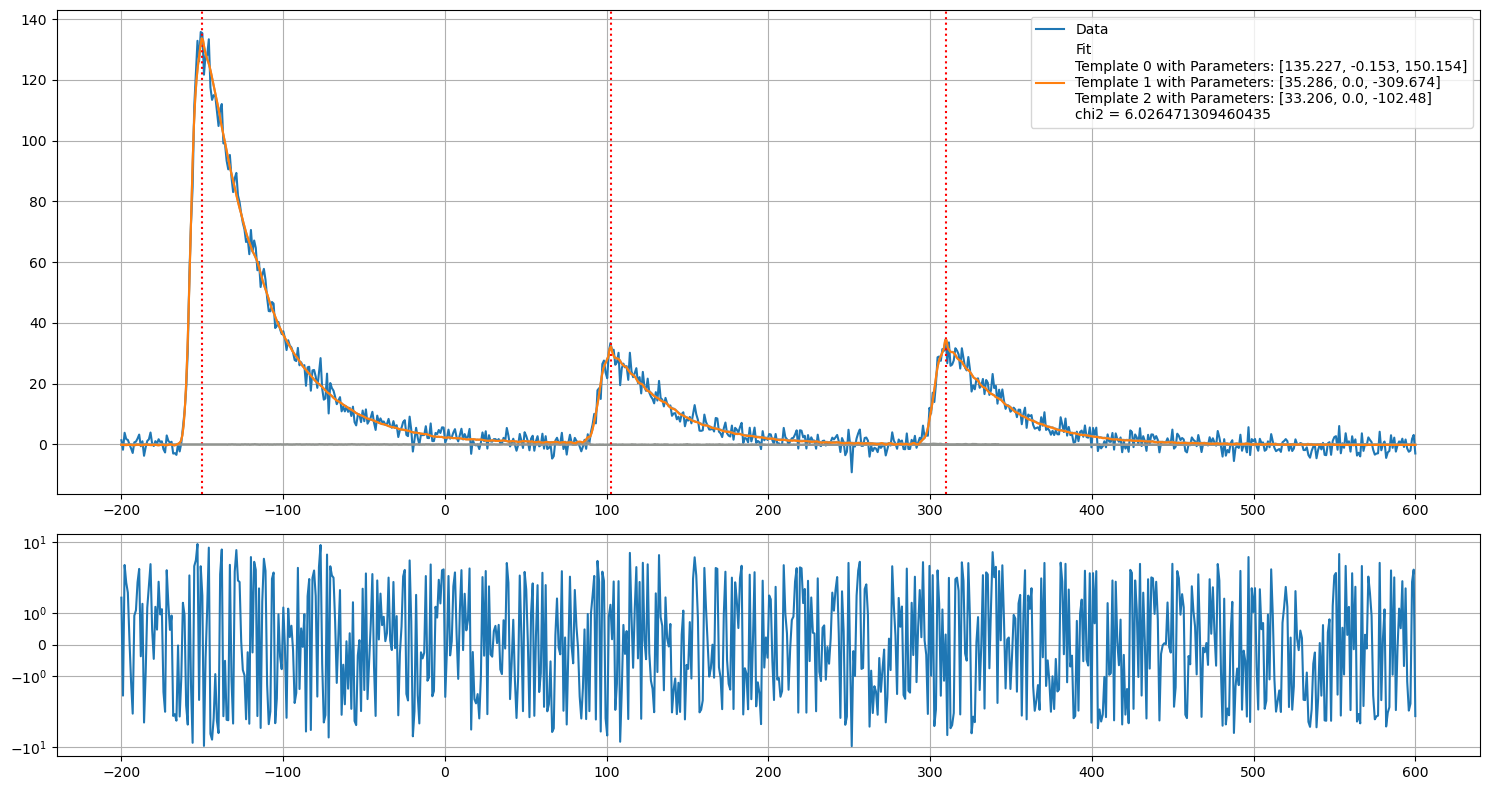 140
120
100
80
60
40
20
0
Data
Fit
Template 0 with Parameters: [135.227, -0.153, 150.154]
Template 1 with Parameters: [35.286, 0.0, -309.674]
Template 2 with Parameters: [33.206, 0.0, -102.48]
chi2 = 6.026471309460435
−200 −100 0 100 200 300 400 500 600
10¹
10⁰
0
−10⁰
−10¹
−200 −100 0 100 200 300 400 500 600